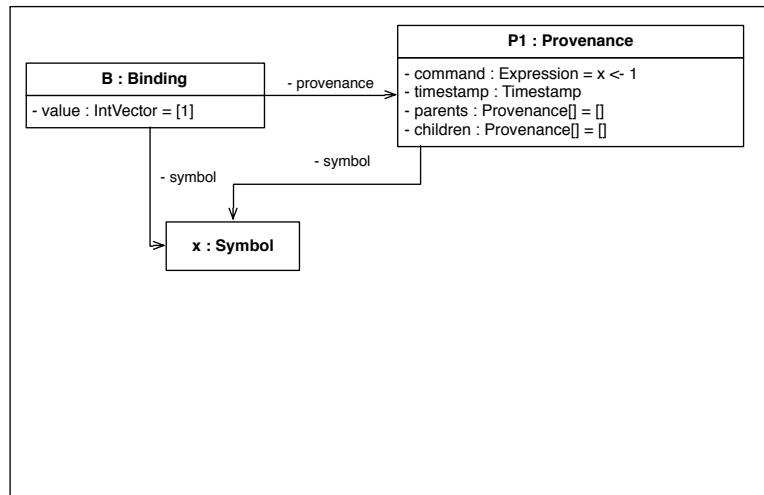 P1 : Provenance
- command : Expression = x <- 1
- timestamp : Timestamp
- parents : Provenance[] = []
- children : Provenance[] = []
B : Binding
- value : IntVector = [1]
- provenance
- symbol
- symbol
x : Symbol